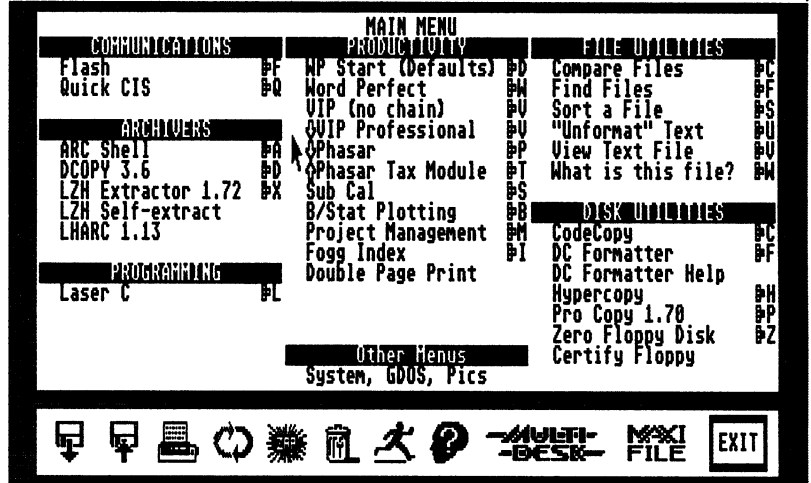 MAIN MENU
COMMUNICATIONS
Flash F
Quick CIS Q
ARCHIVERS
ARC Shell A
DCOPY 3.6 D
LZH Extractor 1.72 X
LZH Self-extract
LHARC 1.13
PROGRAMMING
Laser C L
PRODUCTIVITY
WP Start (Defaults) D
Word Perfect W
VIP (no chain) V
◊VIP Professional V
◊Phasar P
◊Phasar Tax Module T
Sub Cal S
B/Stat Plotting B
Project Management M
Fogg Index I
Double Page Print
Other Menus
System, GDOS, Pics
FILE UTILITIES
Compare Files C
Find Files F
Sort a File S
"Unformat" Text U
View Text File V
What is this file? W
DISK UTILITIES
CodeCopy C
DC Formatter F
DC Formatter Help
Hypercopy H
Pro Copy 1.70 P
Zero Floppy Disk Z
Certify Floppy
MULTI-
DESK
MAXI
FILE
EXIT